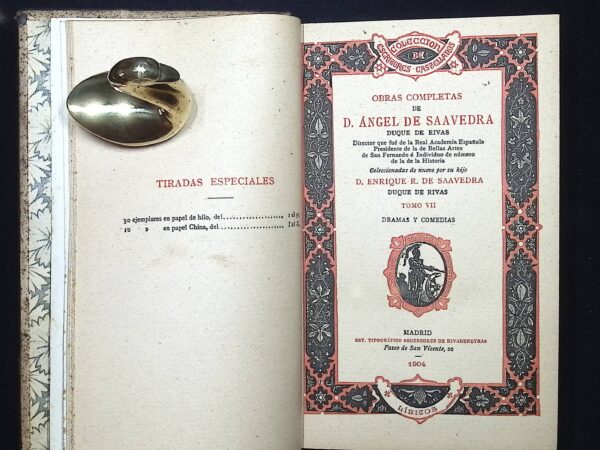 TIRADAS ESPECIALES
50 ejemplares en papel de hilo, del
10 » en papel China, del
COLECCION
DE
ESCRITORES CASTELLANOS
OBRAS COMPLETAS
DE
D. ÁNGEL DE SAAVEDRA
DUQUE DE RIVAS
Director que fué de la Real Academia Española
Presidente de la de Bellas Artes
de San Fernando é Individuo de número
de la de la Historia
Coleccionadas de nuevo por su hijo
D. ENRIQUE R. DE SAAVEDRA
DUQUE DE RIVAS
TOMO VII
DRAMAS Y COMEDIAS
MADRID
EST. TIPOGRÁFICO «SUCESORES DE RIVADENEYRA»
Paseo de San Vicente, 20
1904
LÍRICOS